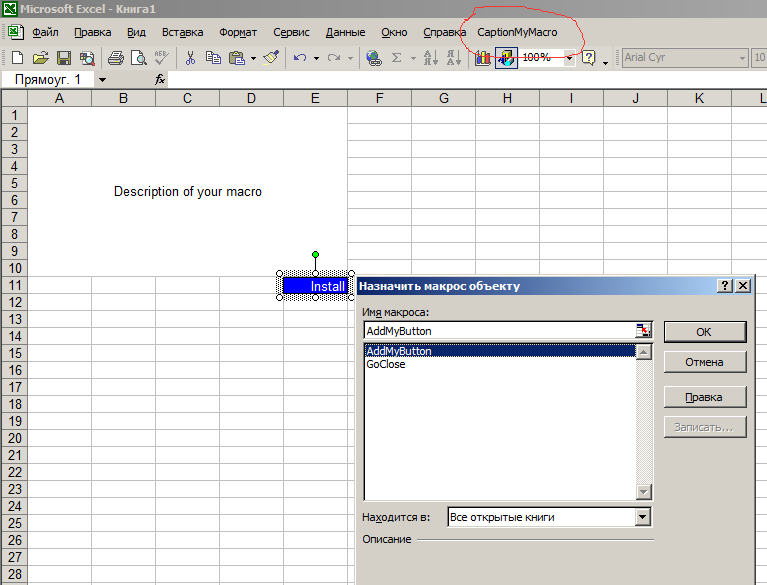 Microsoft Excel - Книга1
Файл Правка Вид Вставка Формат Сервис Данные Окно Справка CaptionMyMacro
100% Arial Cyr 10
Прямоуг. 1 fx
A B C D E F G H I J K L
1
2
3
4
5
Description of your macro
6
7
8
9
10
11
Install
12
13
14
15
16
17
18
19
20
21
22
23
24
25
26
27
28
Назначить макрос объекту
Имя макроса:
AddMyButton
AddMyButton
GoClose
OK
Отмена
Правка
Записать...
Находится в: Все открытые книги
Описание